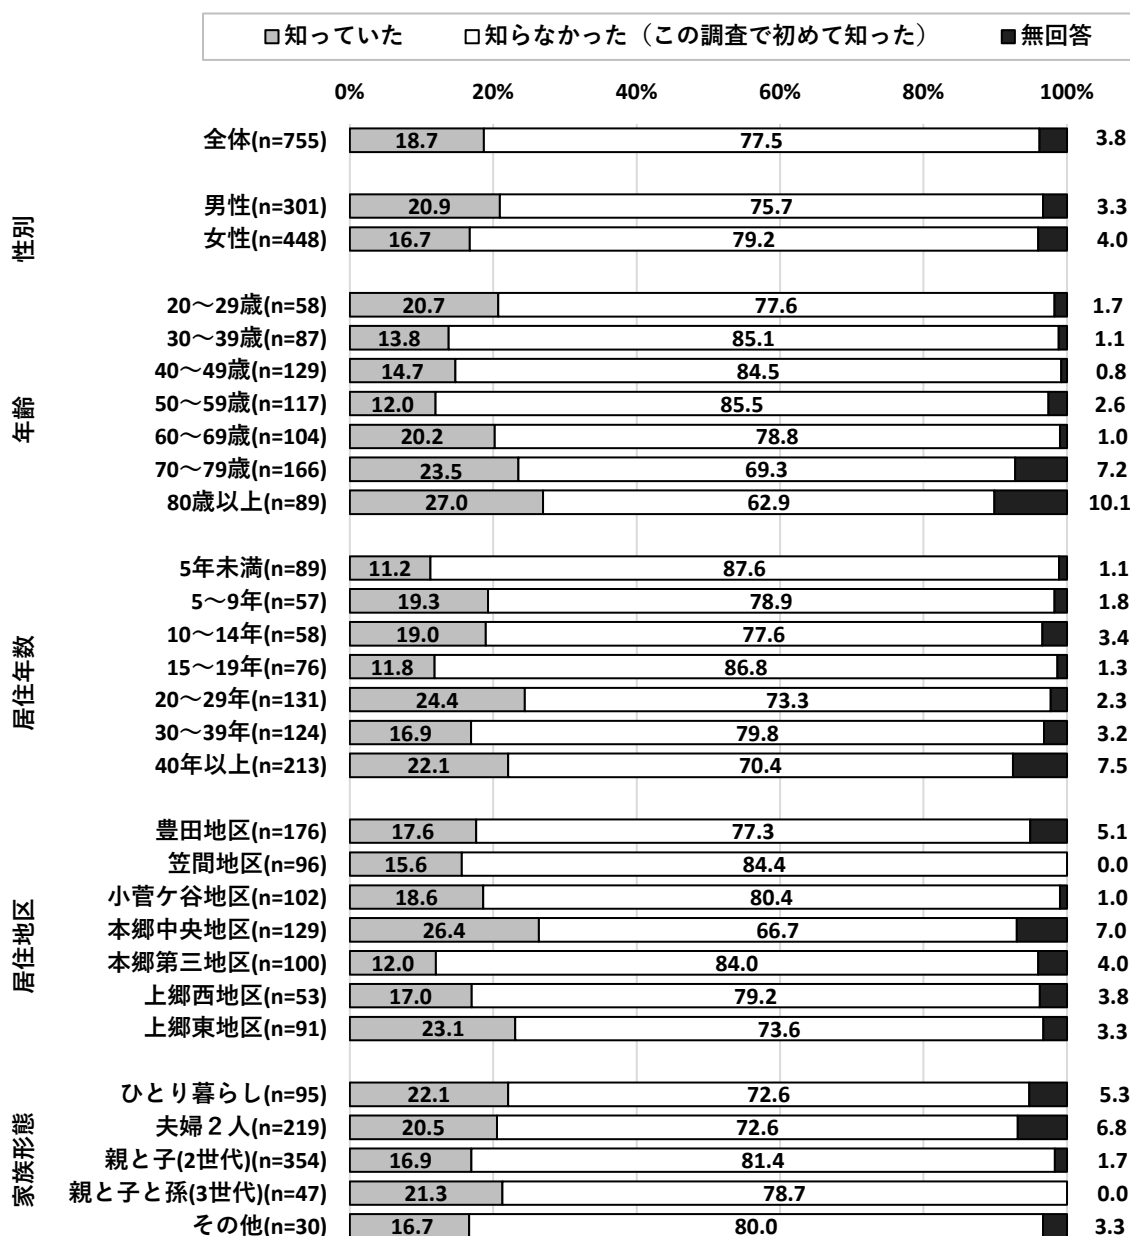 知っていた 知らなかった（この調査で初めて知った） 無回答
0% 20% 40% 60% 80% 100%
全体(n=755) 18.7 77.5 3.8
性別
男性(n=301) 20.9 75.7 3.3
女性(n=448) 16.7 79.2 4.0
年齢
20～29歳(n=58) 20.7 77.6 1.7
30～39歳(n=87) 13.8 85.1 1.1
40～49歳(n=129) 14.7 84.5 0.8
50～59歳(n=117) 12.0 85.5 2.6
60～69歳(n=104) 20.2 78.8 1.0
70～79歳(n=166) 23.5 69.3 7.2
80歳以上(n=89) 27.0 62.9 10.1
居住年数
5年未満(n=89) 11.2 87.6 1.1
5～9年(n=57) 19.3 78.9 1.8
10～14年(n=58) 19.0 77.6 3.4
15～19年(n=76) 11.8 86.8 1.3
20～29年(n=131) 24.4 73.3 2.3
30～39年(n=124) 16.9 79.8 3.2
40年以上(n=213) 22.1 70.4 7.5
居住地区
豊田地区(n=176) 17.6 77.3 5.1
笠間地区(n=96) 15.6 84.4 0.0
小菅ケ谷地区(n=102) 18.6 80.4 1.0
本郷中央地区(n=129) 26.4 66.7 7.0
本郷第三地区(n=100) 12.0 84.0 4.0
上郷西地区(n=53) 17.0 79.2 3.8
上郷東地区(n=91) 23.1 73.6 3.3
家族形態
ひとり暮らし(n=95) 22.1 72.6 5.3
夫婦２人(n=219) 20.5 72.6 6.8
親と子(2世代)(n=354) 16.9 81.4 1.7
親と子と孫(3世代)(n=47) 21.3 78.7 0.0
その他(n=30) 16.7 80.0 3.3